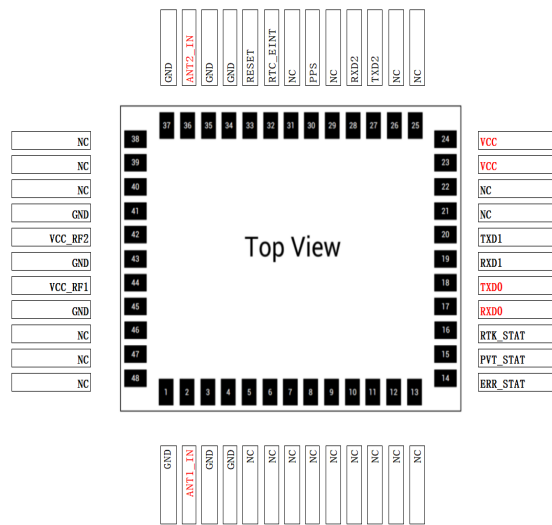 GND
ANT2_IN
GND
GND
RESET
RTC_EINT
NC
PPS
NC
RXD2
TXD2
NC
NC
37 36 35 34 33 32 31 30 29 28 27 26 25
NC 38 24 VCC
NC 39 23 VCC
NC 40 22 NC
GND 41 21 NC
VCC_RF2 42 20 TXD1
Top View
GND 43 19 RXD1
VCC_RF1 44 18 TXD0
GND 45 17 RXD0
NC 46 16 RTK_STAT
NC 47 15 PVT_STAT
NC 48 14 ERR_STAT
1 2 3 4 5 6 7 8 9 10 11 12 13
GND
ANT1_IN
GND
GND
NC
NC
NC
NC
NC
NC
NC
NC
NC